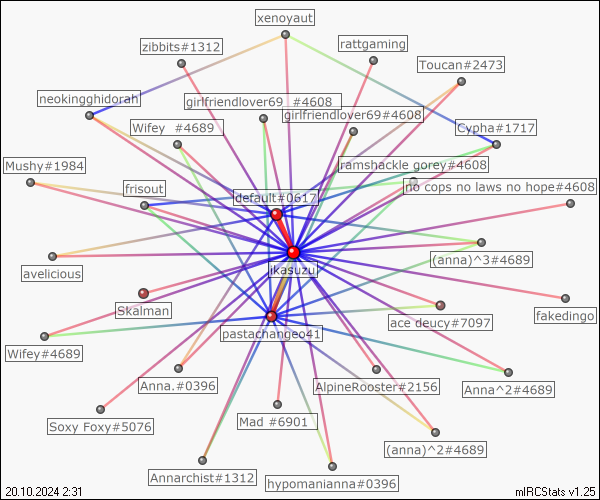 xenoyaut
zibbits#1312
rattgaming
Toucan#2473
neokingghidorah
girlfriendlover69_#4608
girlfriendlover69#4608
Wifey_#4689
Cypha#1717
Mushy#1984
ramshackle gorey#4608
frisout
no cops no laws no hope#4608
default#0617
avelicious
jkasuzu
(anna)^3#4689
Skalman
fakedingo
pastachangeo41
ace deucy#7097
Wifey#4689
Anna.#0396
AlpineRooster#2156
Anna^2#4689
Soxy Foxy#5076
Mad_#6901
(anna)^2#4689
Annarchist#1312
hypomanianna#0396
20.10.2024 2:31
mIRCStats v1.25